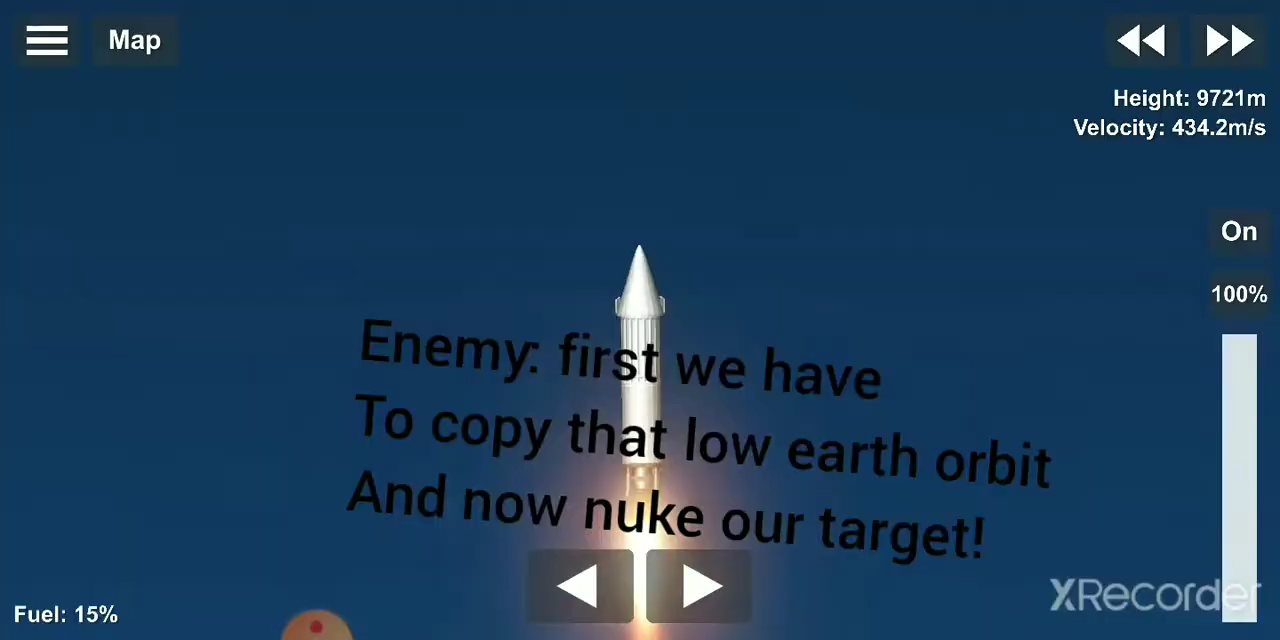 Map
Height: 9721m
Velocity: 434.2m/s
On
100%
Enemy: first we have
To copy that low earth orbit
And now nuke our target!
Fuel: 15%
XRecorder